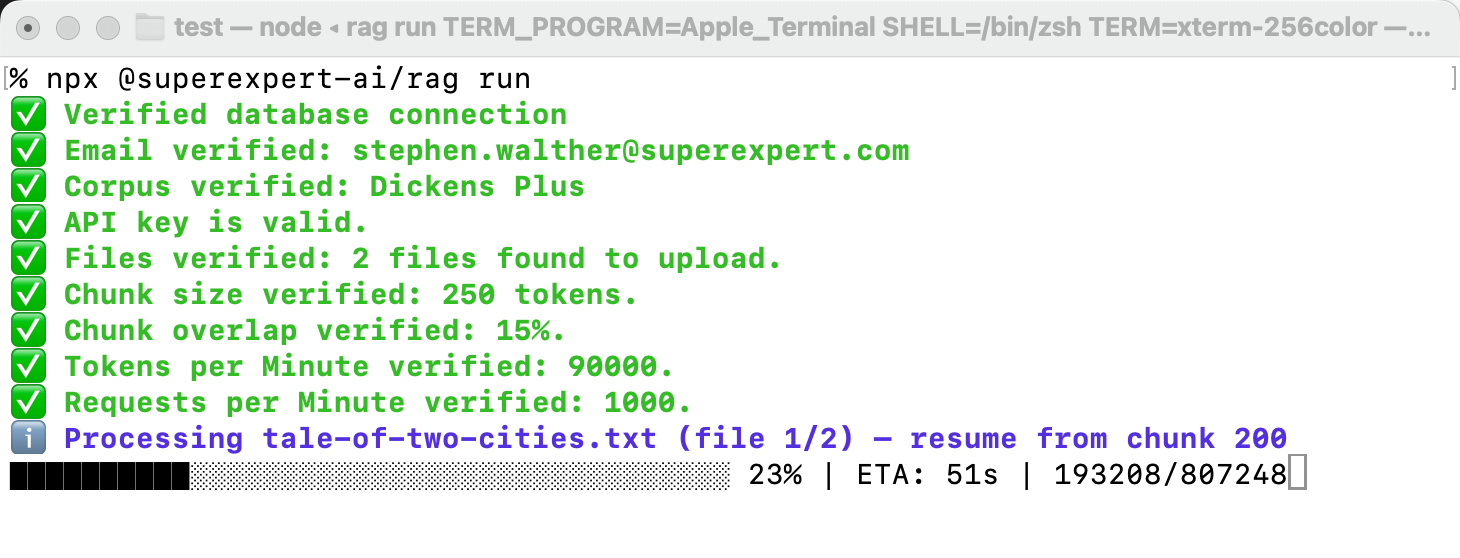 test — node ◂ rag run TERM_PROGRAM=Apple_Terminal SHELL=/bin/zsh TERM=xterm-256color —...
% npx @superexpert-ai/rag run
✅ Verified database connection
✅ Email verified: stephen.walther@superexpert.com
✅ Corpus verified: Dickens Plus
✅ API key is valid.
✅ Files verified: 2 files found to upload.
✅ Chunk size verified: 250 tokens.
✅ Chunk overlap verified: 15%.
✅ Tokens per Minute verified: 90000.
✅ Requests per Minute verified: 1000.
ℹ️ Processing tale-of-two-cities.txt (file 1/2) — resume from chunk 200
23% | ETA: 51s | 193208/807248